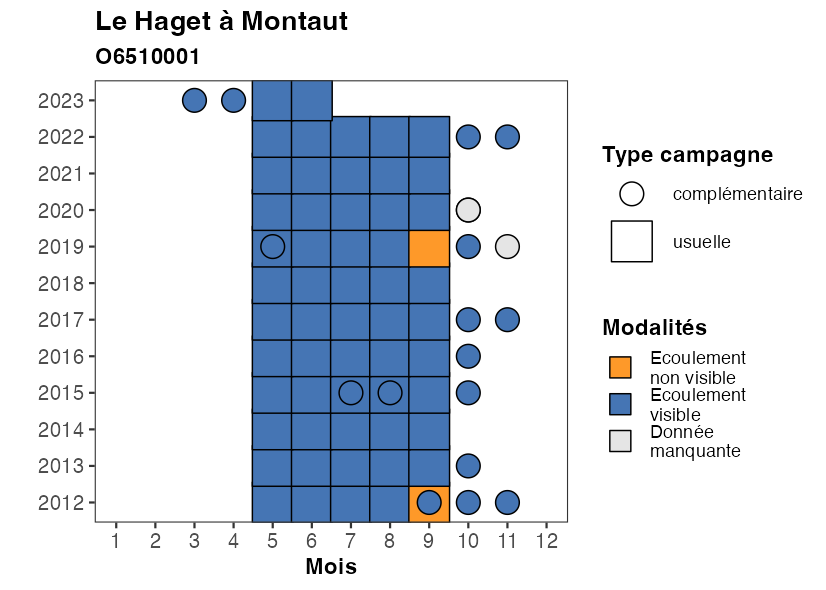 Le Haget à Montaut
O6510001
2023
2022
2021
2020
2019
2018
2017
2016
2015
2014
2013
2012
1 2 3 4 5 6 7 8 9 10 11 12
Mois
Type campagne
complémentaire
usuelle
Modalités
Ecoulement
non visible
Ecoulement
visible
Donnée
manquante